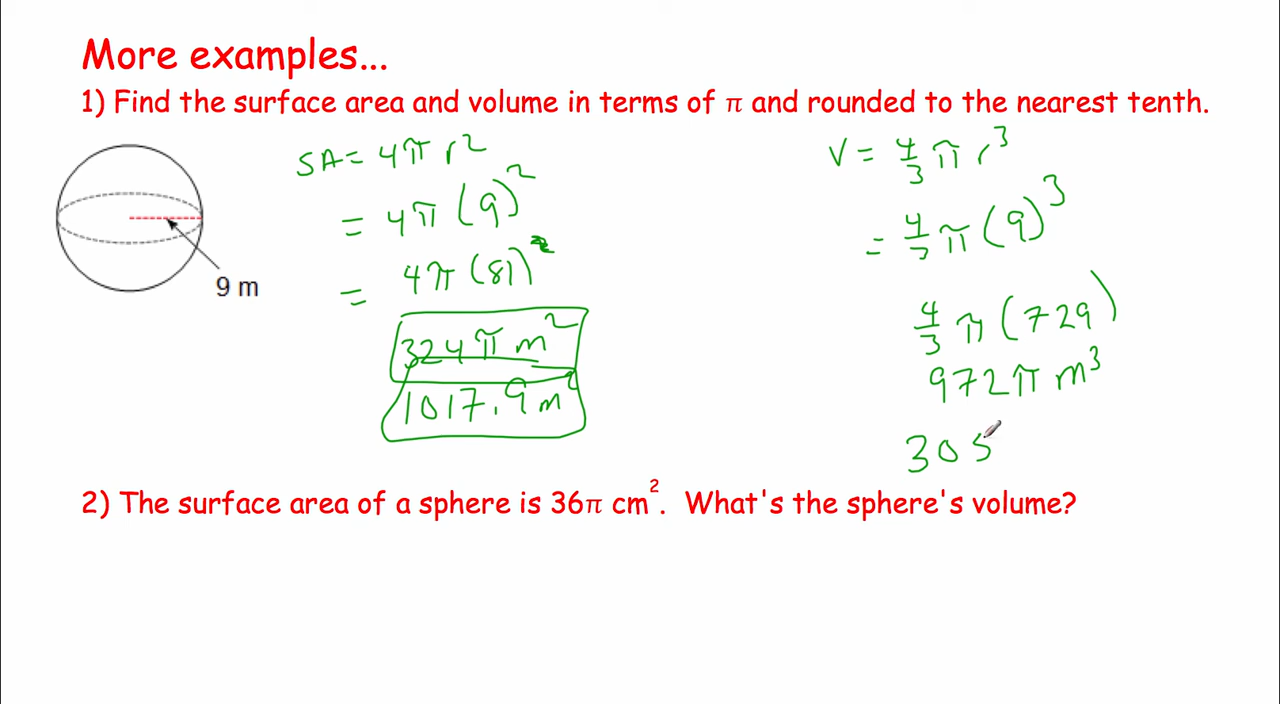 More examples...
1) Find the surface area and volume in terms of π and rounded to the nearest tenth.
9 m
SA = 4π r²
= 4π (9)²
= 4π (81)
324π m²
1017.9 m²
V = 4/3 π r³
= 4/3 π (9)³
4/3 π (729)
972π m³
305
2) The surface area of a sphere is 36π cm². What's the sphere's volume?